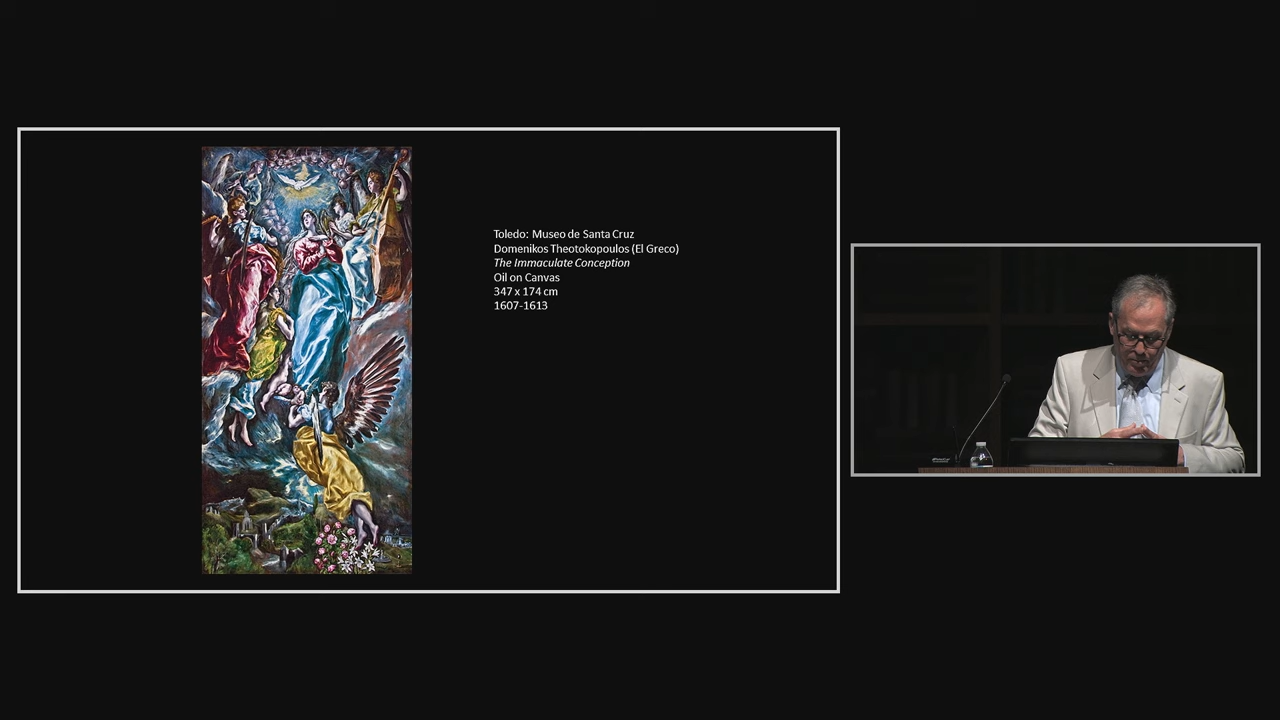 Toledo: Museo de Santa Cruz
Domenikos Theotokopoulos (El Greco)
The Immaculate Conception
Oil on Canvas
347 x 174 cm
1607-1613